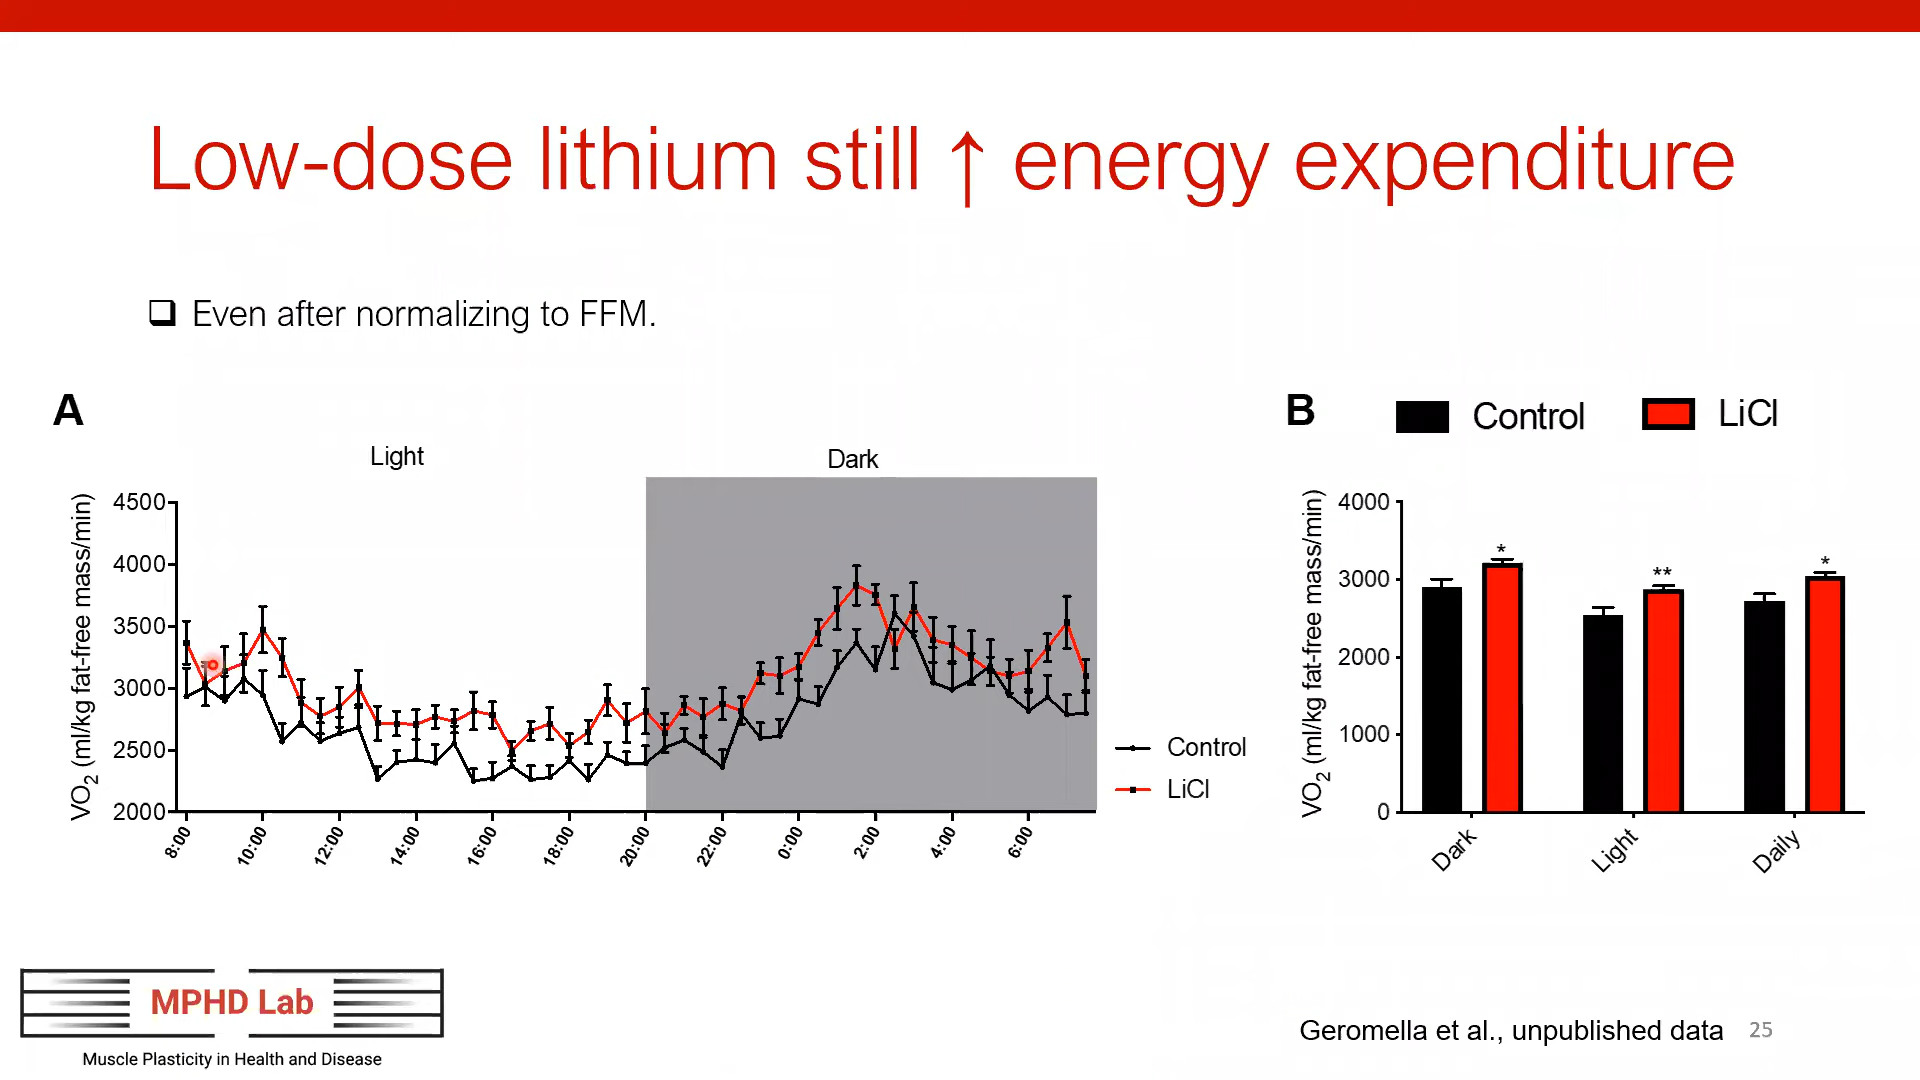 Low-dose lithium still ↑ energy expenditure
❑ Even after normalizing to FFM.
A
Light
Dark
VO2 (ml/kg fat-free mass/min)
4500
4000
3500
3000
2500
2000
8:00
10:00
12:00
14:00
16:00
18:00
20:00
22:00
0:00
2:00
4:00
6:00
Control
LiCl
B
Control
LiCl
VO2 (ml/kg fat-free mass/min)
4000
3000
2000
1000
0
*
**
*
Dark
Light
Daily
MPHD Lab
Muscle Plasticity in Health and Disease
Geromella et al., unpublished data
25